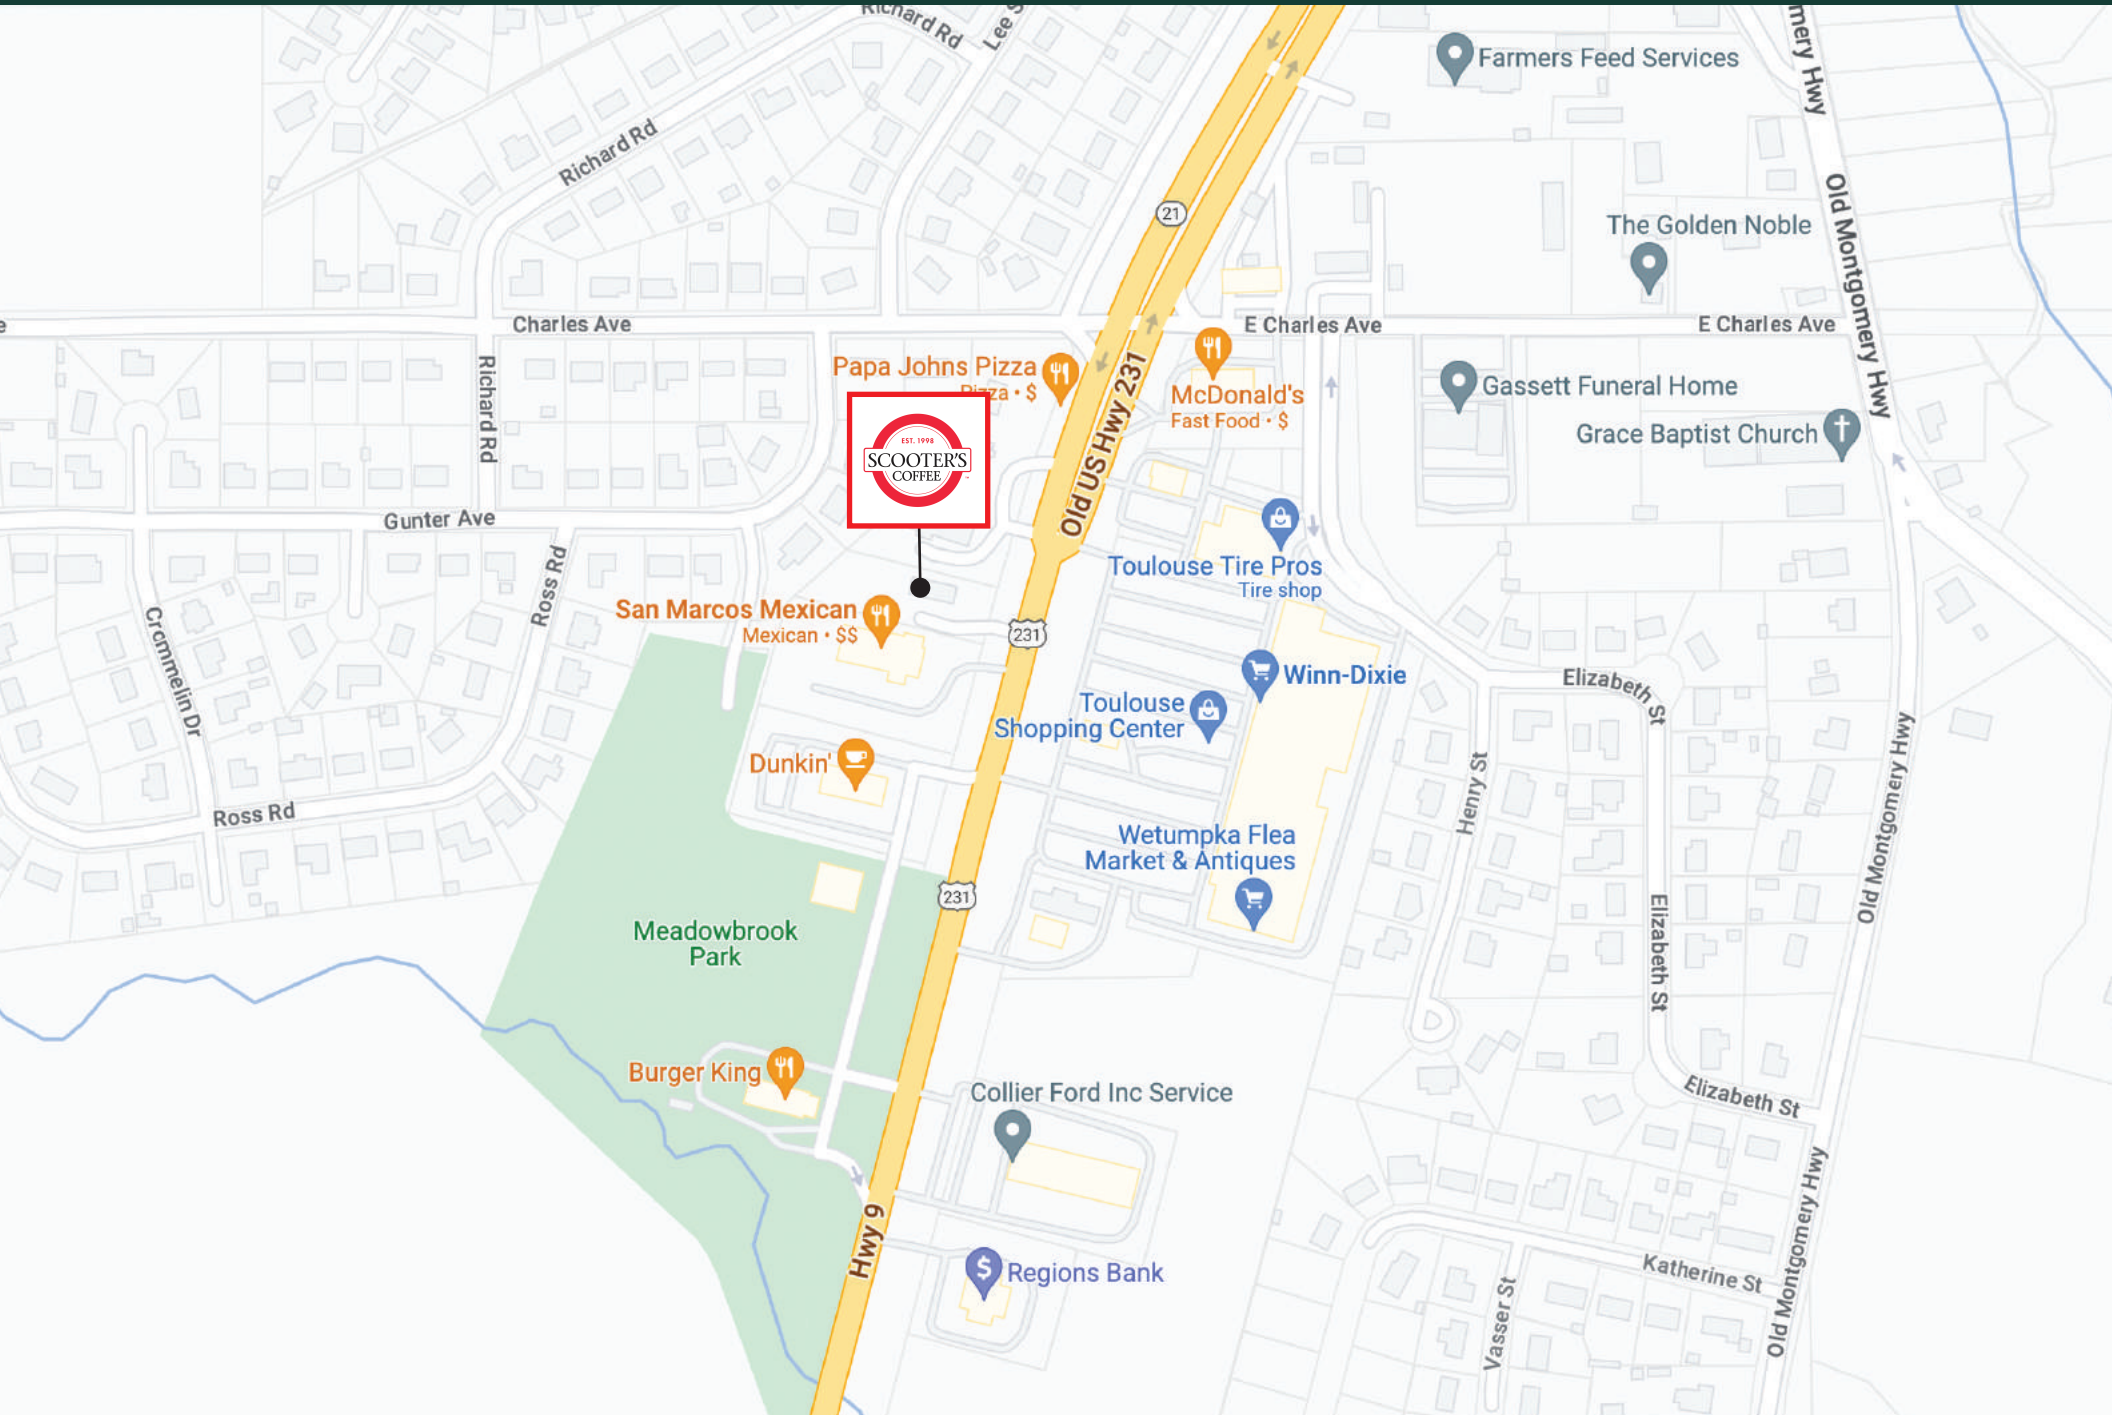 Richard Rd
Lee S
mery Hwy
Farmers Feed Services
Richard Rd
21
Old Montgomery Hwy
The Golden Noble
e
Charles Ave
E Charles Ave
E Charles Ave
Papa Johns Pizza
Pizza • $
Richard Rd
Old US Hwy 231
McDonald's
Fast Food • $
Gassett Funeral Home
Grace Baptist Church
EST. 1998
SCOOTER'S
COFFEE
Gunter Ave
Ross Rd
Toulouse Tire Pros
Tire shop
San Marcos Mexican
Mexican • $$
231
Crommelin Dr
Winn-Dixie
Elizabeth St
Toulouse
Shopping Center
Dunkin'
Henry St
Old Montgomery Hwy
Ross Rd
Wetumpka Flea
Market & Antiques
231
Meadowbrook
Park
Elizabeth St
Burger King
Collier Ford Inc Service
Elizabeth St
Hwy 9
Regions Bank
Katherine St
Vasser St
Old Montgomery Hwy